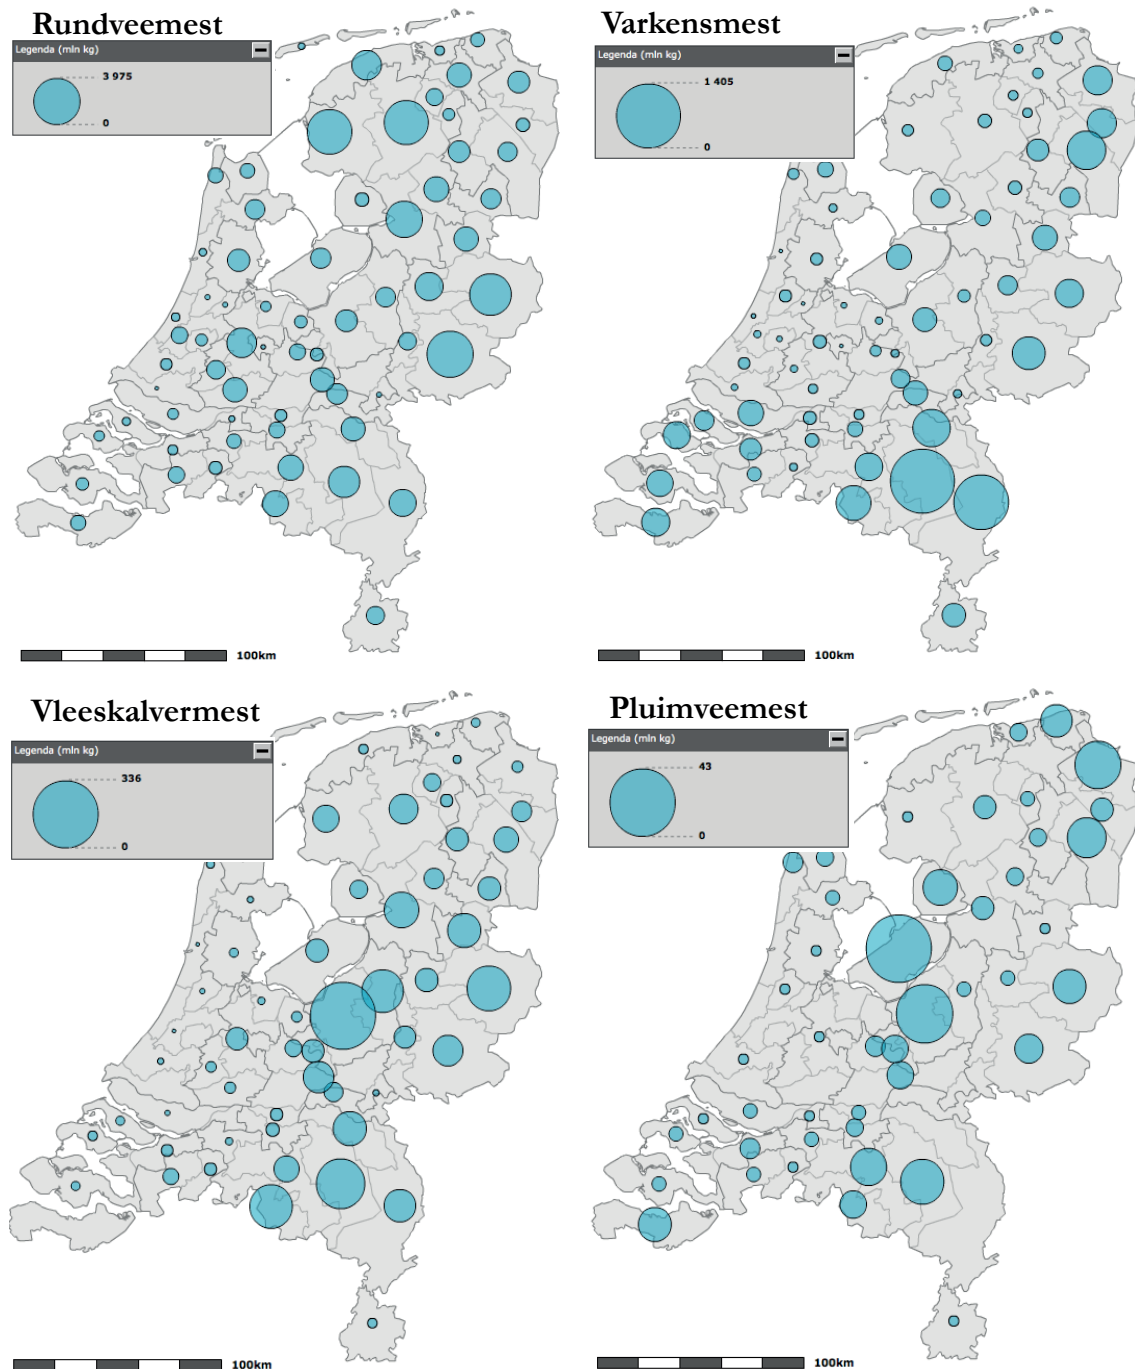 Rundveemest
Legenda (mln kg)
3 975
0
100km
Varkensmest
Legenda (mln kg)
1 405
0
100km
Vleeskalvermest
Legenda (mln kg)
336
0
100km
Pluimveemest
Legenda (mln kg)
43
0
100km